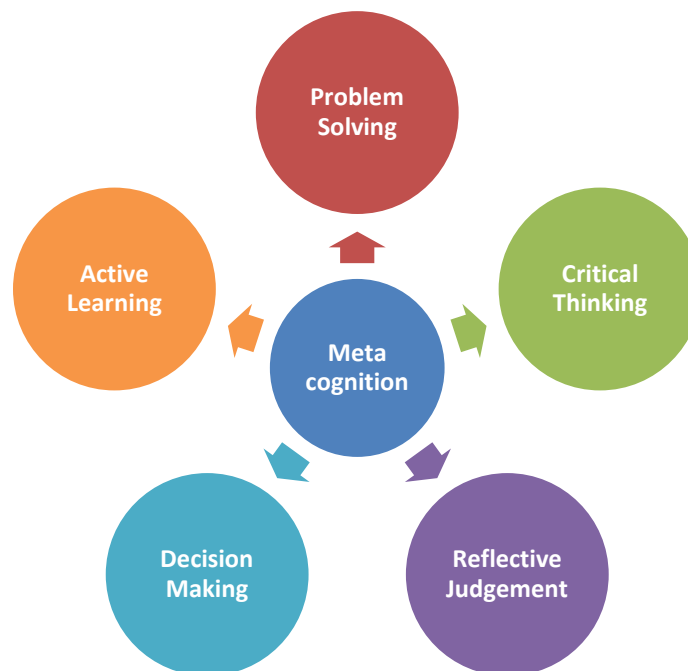 Problem
Solving
Active
Learning
Critical
Thinking
Meta
cognition
Decision
Making
Reflective
Judgement